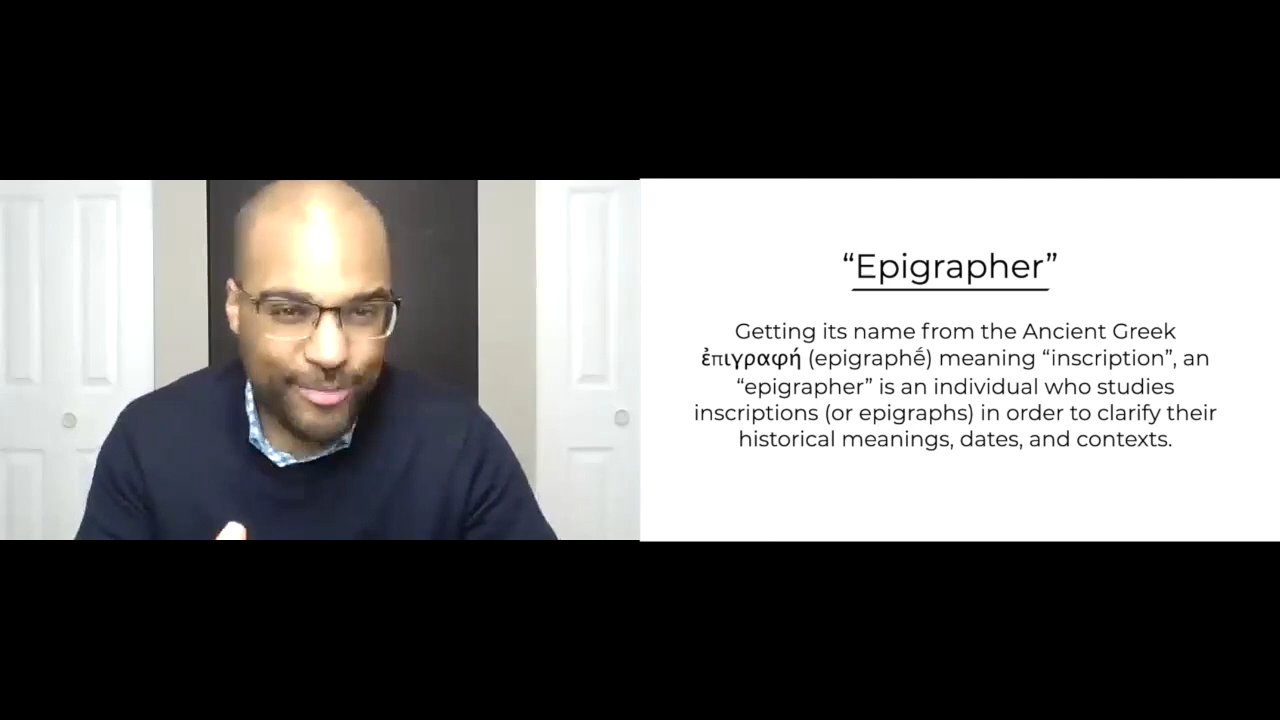 “Epigrapher”
Getting its name from the Ancient Greek
ἐπιγραφή (epigraphḗ) meaning “inscription”, an
“epigrapher” is an individual who studies
inscriptions (or epigraphs) in order to clarify their
historical meanings, dates, and contexts.